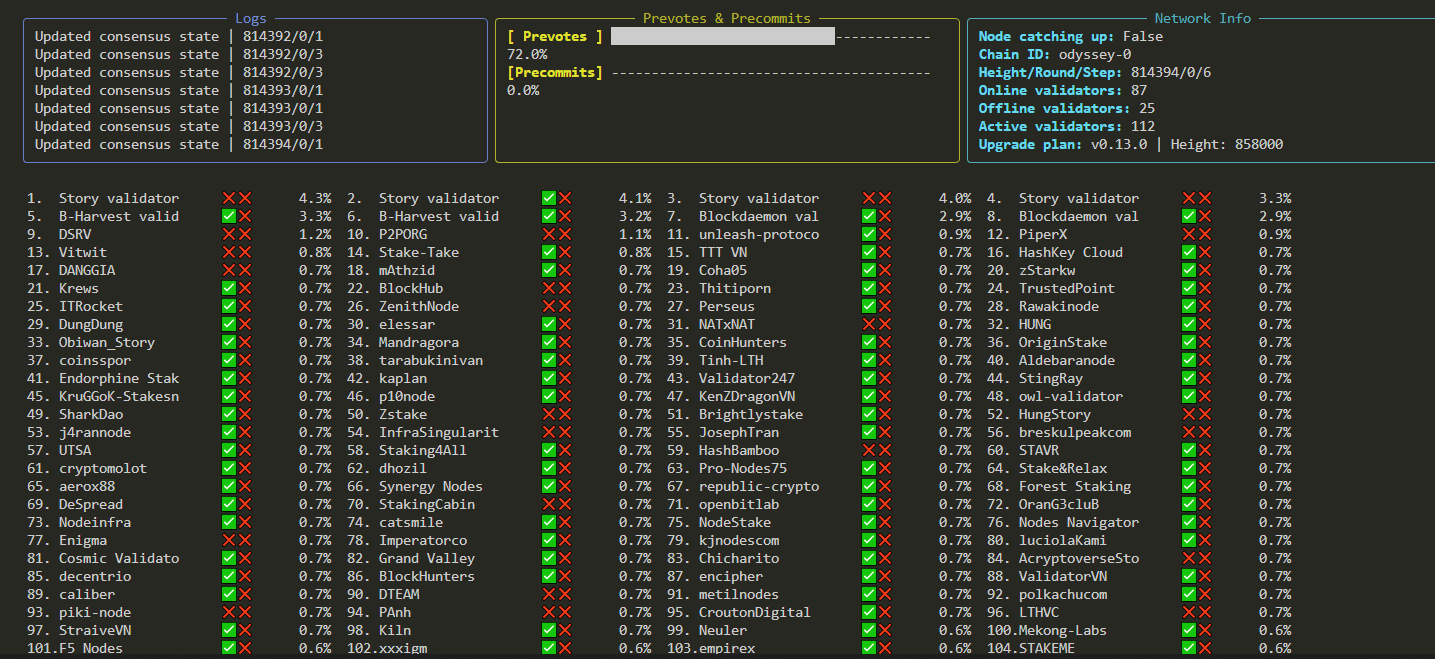 Logs
Updated consensus state | 814392/0/1
Updated consensus state | 814392/0/3
Updated consensus state | 814392/0/3
Updated consensus state | 814393/0/1
Updated consensus state | 814393/0/1
Updated consensus state | 814393/0/3
Updated consensus state | 814394/0/1
Prevotes & Precommits
[ Prevotes ] ------------
72.0%
[Precommits] ----------------------------------------
0.0%
Network Info
Node catching up: False
Chain ID: odyssey-0
Height/Round/Step: 814394/0/6
Online validators: 87
Offline validators: 25
Active validators: 112
Upgrade plan: v0.13.0 | Height: 858000
1. Story validator ❌❌ 4.3% 2. Story validator ✅❌ 4.1% 3. Story validator ❌❌ 4.0% 4. Story validator ❌❌ 3.3%
5. B-Harvest valid ✅❌ 3.3% 6. B-Harvest valid ✅❌ 3.2% 7. Blockdaemon val ✅❌ 2.9% 8. Blockdaemon val ✅❌ 2.9%
9. DSRV ❌❌ 1.2% 10. P2PORG ❌❌ 1.1% 11. unleash-protoco ✅❌ 0.9% 12. PiperX ❌❌ 0.9%
13. Vitwit ❌❌ 0.8% 14. Stake-Take ✅❌ 0.8% 15. TTT VN ✅❌ 0.7% 16. HashKey Cloud ✅❌ 0.7%
17. DANGGIA ❌❌ 0.7% 18. mAthzid ✅❌ 0.7% 19. Coha05 ✅❌ 0.7% 20. zStarkw ✅❌ 0.7%
21. Krews ✅❌ 0.7% 22. BlockHub ❌❌ 0.7% 23. Thitiporn ✅❌ 0.7% 24. TrustedPoint ✅❌ 0.7%
25. ITRocket ✅❌ 0.7% 26. ZenithNode ❌❌ 0.7% 27. Perseus ✅❌ 0.7% 28. Rawakinode ✅❌ 0.7%
29. DungDung ✅❌ 0.7% 30. elessar ✅❌ 0.7% 31. NATxNAT ❌❌ 0.7% 32. HUNG ✅❌ 0.7%
33. Obiwan_Story ✅❌ 0.7% 34. Mandragora ✅❌ 0.7% 35. CoinHunters ✅❌ 0.7% 36. OriginStake ✅❌ 0.7%
37. coinsspor ✅❌ 0.7% 38. tarabukinivan ✅❌ 0.7% 39. Tinh-LTH ✅❌ 0.7% 40. Aldebaranode ✅❌ 0.7%
41. Endorphine Stak ✅❌ 0.7% 42. kaplan ✅❌ 0.7% 43. Validator247 ✅❌ 0.7% 44. StingRay ✅❌ 0.7%
45. KruGGoK-Stakesn ✅❌ 0.7% 46. p10node ✅❌ 0.7% 47. KenZDragonVN ✅❌ 0.7% 48. owl-validator ✅❌ 0.7%
49. SharkDao ✅❌ 0.7% 50. Zstake ❌❌ 0.7% 51. Brightlystake ✅❌ 0.7% 52. HungStory ❌❌ 0.7%
53. j4rannode ✅❌ 0.7% 54. InfraSingularit ❌❌ 0.7% 55. JosephTran ✅❌ 0.7% 56. breskulpeakcom ❌❌ 0.7%
57. UTSA ✅❌ 0.7% 58. Staking4All ✅❌ 0.7% 59. HashBamboo ❌❌ 0.7% 60. STAVR ✅❌ 0.7%
61. cryptomolot ✅❌ 0.7% 62. dhozil ✅❌ 0.7% 63. Pro-Nodes75 ✅❌ 0.7% 64. Stake&Relax ✅❌ 0.7%
65. aerox88 ✅❌ 0.7% 66. Synergy Nodes ✅❌ 0.7% 67. republic-crypto ✅❌ 0.7% 68. Forest Staking ✅❌ 0.7%
69. DeSpread ✅❌ 0.7% 70. StakingCabin ❌❌ 0.7% 71. openbitlab ✅❌ 0.7% 72. OranG3cluB ✅❌ 0.7%
73. Nodeinfra ✅❌ 0.7% 74. catsmile ✅❌ 0.7% 75. NodeStake ✅❌ 0.7% 76. Nodes Navigator ✅❌ 0.7%
77. Enigma ❌❌ 0.7% 78. Imperatorco ✅❌ 0.7% 79. kjnodescom ✅❌ 0.7% 80. luciolaKami ✅❌ 0.7%
81. Cosmic Validato ✅❌ 0.7% 82. Grand Valley ✅❌ 0.7% 83. Chicharito ✅❌ 0.7% 84. AcryptoverseSto ❌❌ 0.7%
85. decentrio ✅❌ 0.7% 86. BlockHunters ✅❌ 0.7% 87. encipher ✅❌ 0.7% 88. ValidatorVN ✅❌ 0.7%
89. caliber ✅❌ 0.7% 90. DTEAM ❌❌ 0.7% 91. metilnodes ✅❌ 0.7% 92. polkachucom ✅❌ 0.7%
93. piki-node ❌❌ 0.7% 94. PAnh ❌❌ 0.7% 95. CroutonDigital ✅❌ 0.7% 96. LTHVC ❌❌ 0.7%
97. StraiveVN ✅❌ 0.7% 98. Kiln ✅❌ 0.7% 99. Neuler ✅❌ 0.6% 100.Mekong-Labs ✅❌ 0.6%
101.F5 Nodes ✅❌ 0.6% 102.xxxigm ✅❌ 0.6% 103.empirex ✅❌ 0.6% 104.STAKEME ✅❌ 0.6%